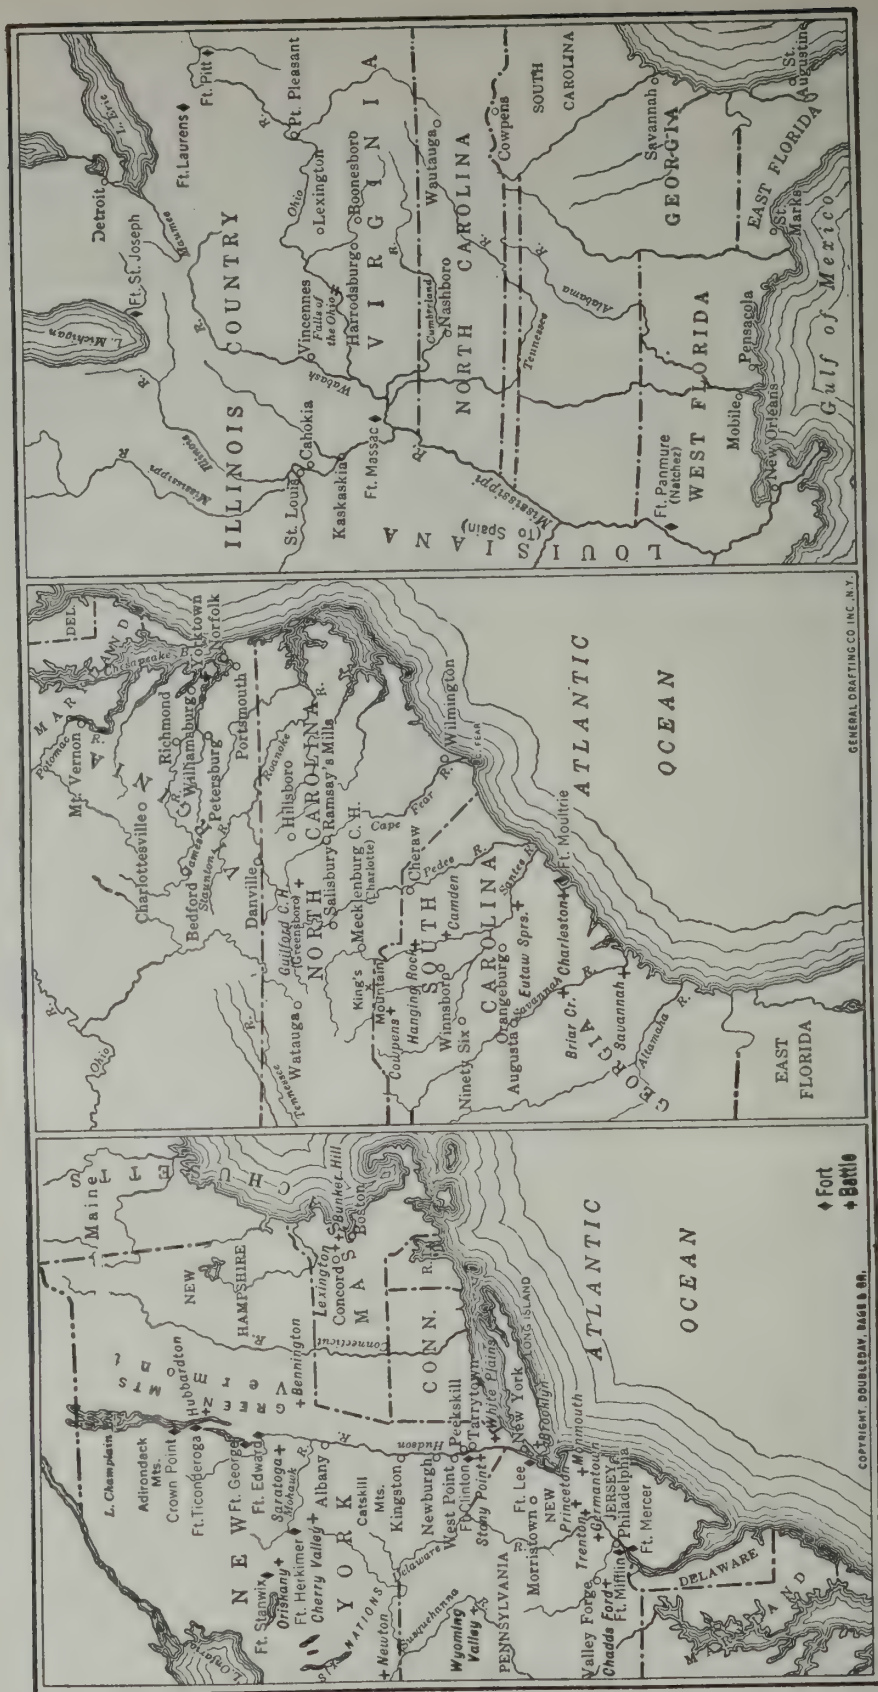 L. Champlain
Adirondack
Mts.
Crown Point
Ft. Ticonderoga
Hubbardton
GREEN MTS
Maine
NEW
HAMPSHIRE
NEW
YORK
Ft. George
Ft. Edward
Saratoga
Mohawk
R.
Bennington
Ft. Stanwix
Oriskany
Ft. Herkimer
Cherry Valley
L. Ontario
SIX NATIONS
Albany
R.
Catskill
Mts.
Kingston
Hudson
Connecticut
R.
Lexington
Concord
Bunker Hill
Boston
CONN.
R.I.
Newton
Susquehanna
Delaware
Newburgh
West Point
Peekskill
Ft. Clinton
Tarrytown
Stony Point
White Plains
Wyoming
Valley
PENNSYLVANIA
Morristown
Ft. Lee
New York
Brooklyn
LONG ISLAND
NEW
JERSEY
R.
Princeton
Trenton
Monmouth
Germantown
Valley Forge
Chadds Ford
Philadelphia
Ft. Mifflin
Ft. Mercer
DELAWARE
MARYLAND
ATLANTIC
OCEAN
Fort
Battle
COPYRIGHT, DOUBLEDAY, PAGE & CO.
DEL.
MARYLAND
Chesapeake B.
Potomac
R.
Mt. Vernon
Charlottesville
Richmond
Williamsburg
Yorktown
Norfolk
Portsmouth
Petersburg
James
R.
Bedford
Staunton
R.
Danville
Roanoke
R.
Ohio
R.
Tennessee
R.
Watauga
Guilford C.H.
(Greensboro)
Hillsboro
NORTH CAROLINA
Salisbury
Ramsay's Mills
Mecklenburg C.H.
(Charlotte)
King's
Mountain
Cape Fear R.
Wilmington
C. FEAR
Cheraw
Pedee R.
Cowpens
Hanging Rock
SOUTH
CAROLINA
Camden
Winnsboro
Ninety Six
Santee R.
Orangeburg
Eutaw Sprs.
Augusta
Savannah R.
Charleston
Ft. Moultrie
Briar Cr.
GEORGIA
Savannah
Altamaha R.
EAST
FLORIDA
ATLANTIC
OCEAN
GENERAL DRAFTING CO INC. N.Y.
L. Michigan
Ft. St. Joseph
Detroit
L. Erie
Maumee
R.
Ft. Laurens
Ft. Pitt
ILLINOIS COUNTRY
Mississippi
R.
Illinois
R.
Wabash
R.
Ohio
R.
Pt. Pleasant
St. Louis
Cahokia
Vincennes
Falls of
the Ohio
Lexington
Kaskaskia
Harrodsburg
Boonesboro
VIRGINIA
Ft. Massac
R.
Cumberland
R.
Nashboro
Wautauga
NORTH CAROLINA
Tennessee
R.
Cowpens
SOUTH
CAROLINA
LOUISIANA
(To Spain)
Mississippi
Alabama
R.
GEORGIA
Savannah
Ft. Panmure
(Natchez)
WEST FLORIDA
Mobile
Pensacola
New Orleans
EAST FLORIDA
St.
Marks
St.
Augustine
Gulf of Mexico